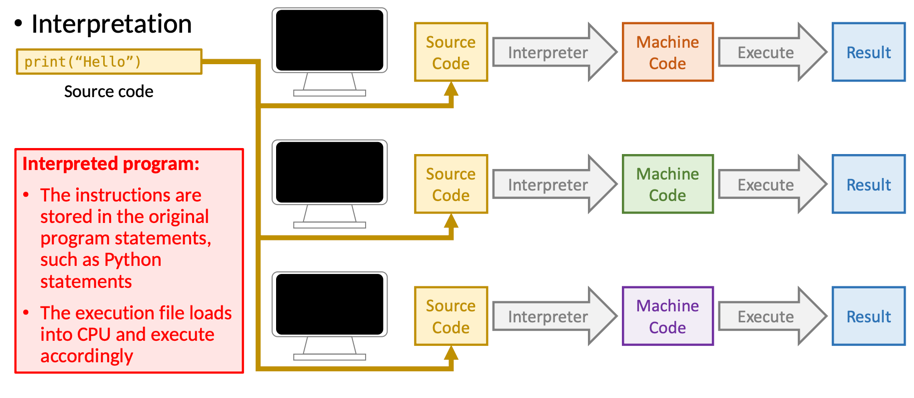 • Interpretation
print(“Hello”)
Source code
Interpreted program:
• The instructions are
stored in the original
program statements,
such as Python
statements
• The execution file loads
into CPU and execute
accordingly
Source
Code
Interpreter
Machine
Code
Execute
Result
Source
Code
Interpreter
Machine
Code
Execute
Result
Source
Code
Interpreter
Machine
Code
Execute
Result